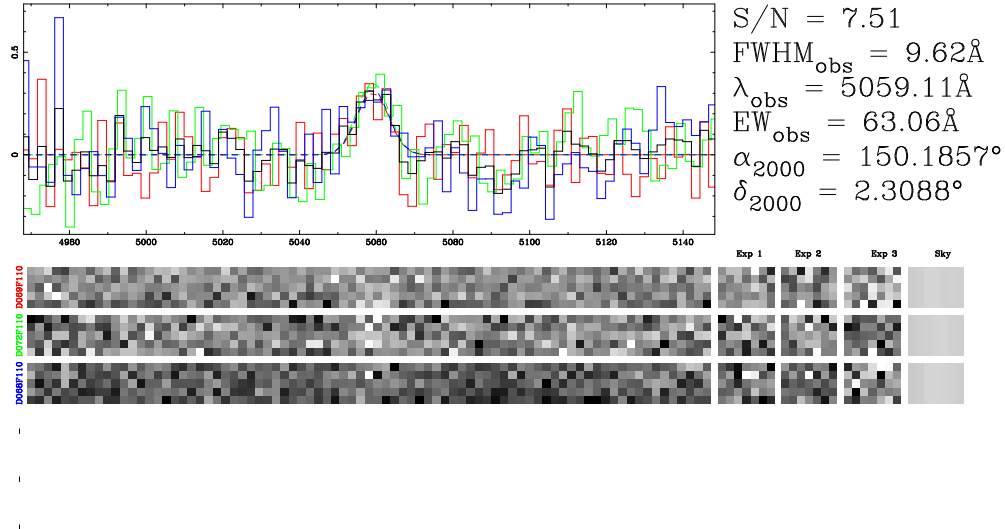 S/N = 7.51
FWHM_obs = 9.62Å
λ_obs = 5059.11Å
EW_obs = 63.06Å
α_2000 = 150.1857°
δ_2000 = 2.3088°
0.5
0
4980 5000 5020 5040 5060 5080 5100 5120 5140
Exp 1 Exp 2 Exp 3 Sky
D069F110
D072F110
D068F110